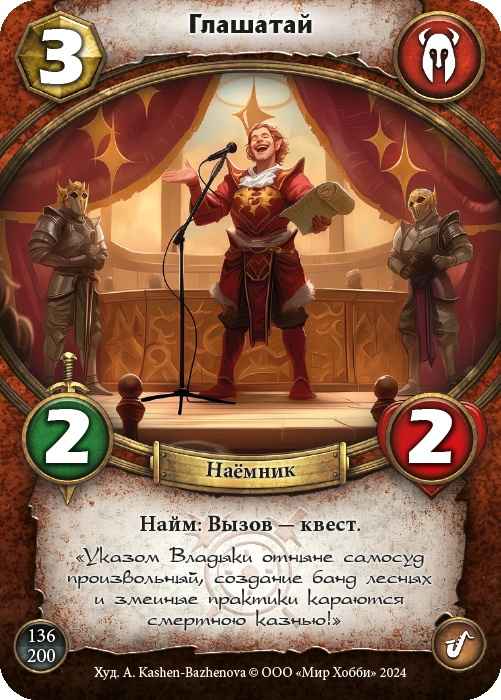 Глашатай
3
2
2
Наёмник
Найм: Вызов — квест.
«Указом Владыки отныне самосуд
произвольный, создание банд лесных
и змеиные практики караются
смертною казнью!»
136
200
Худ. A. Kashen-Bazhenova © ООО «Мир Хобби» 2024